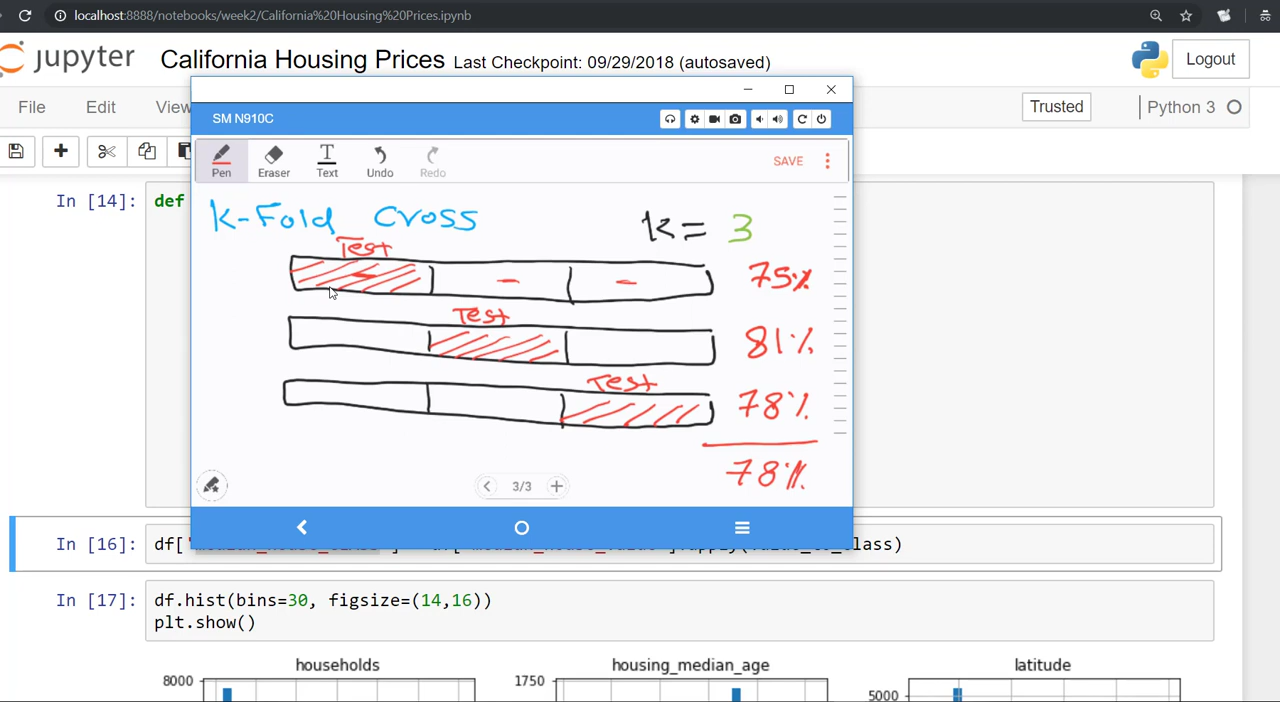 localhost:8888/notebooks/week2/California%20Housing%20Prices.ipynb
jupyter California Housing Prices Last Checkpoint: 09/29/2018 (autosaved) Logout
File Edit View Trusted Python 3
SM N910C
Pen Eraser Text Undo Redo SAVE
In [14]: def
K-Fold Cross K= 3
Test
75%
Test
81%
Test
78%
78%
3/3
In [16]: df[
In [17]: df.hist(bins=30, figsize=(14,16))
plt.show()
households housing_median_age latitude
8000 1750 5000